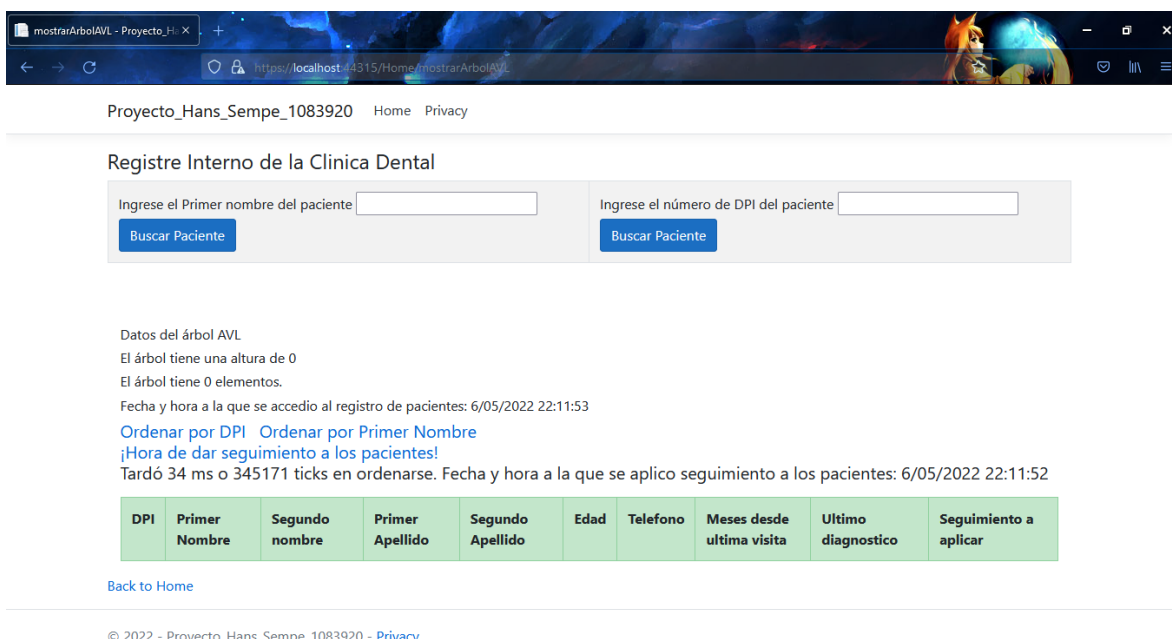 mostrarArbolAVL - Proyecto_Ha
https://localhost:44315/Home/mostrarArbolAVL
Proyecto_Hans_Sempe_1083920 Home Privacy
Registre Interno de la Clinica Dental
Ingrese el Primer nombre del paciente
Buscar Paciente
Ingrese el número de DPI del paciente
Buscar Paciente
Datos del árbol AVL
El árbol tiene una altura de 0
El árbol tiene 0 elementos.
Fecha y hora a la que se accedio al registro de pacientes: 6/05/2022 22:11:53
Ordenar por DPI Ordenar por Primer Nombre
¡Hora de dar seguimiento a los pacientes!
Tardó 34 ms o 345171 ticks en ordenarse. Fecha y hora a la que se aplico seguimiento a los pacientes: 6/05/2022 22:11:52
DPI
Primer
Nombre
Segundo
nombre
Primer
Apellido
Segundo
Apellido
Edad
Telefono
Meses desde
ultima visita
Ultimo
diagnostico
Seguimiento a
aplicar
Back to Home
© 2022 - Proyecto_Hans_Sempe_1083920 - Privacy